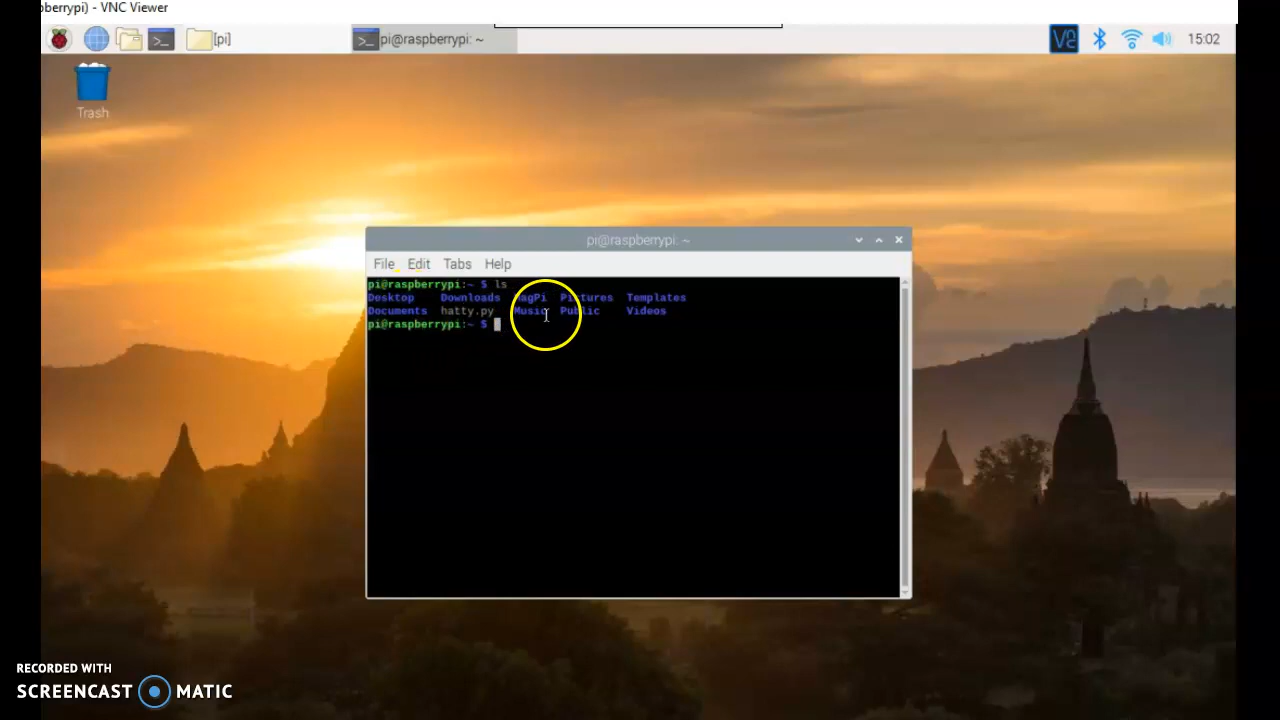 berrypi) - VNC Viewer
[pi]
pi@raspberrypi: ~
15:02
Trash
pi@raspberrypi: ~
File Edit Tabs Help
pi@raspberrypi:~ $ ls
Desktop Downloads MagPi Pictures Templates
Documents hatty.py Music Public Videos
pi@raspberrypi:~ $
RECORDED WITH
SCREENCAST MATIC